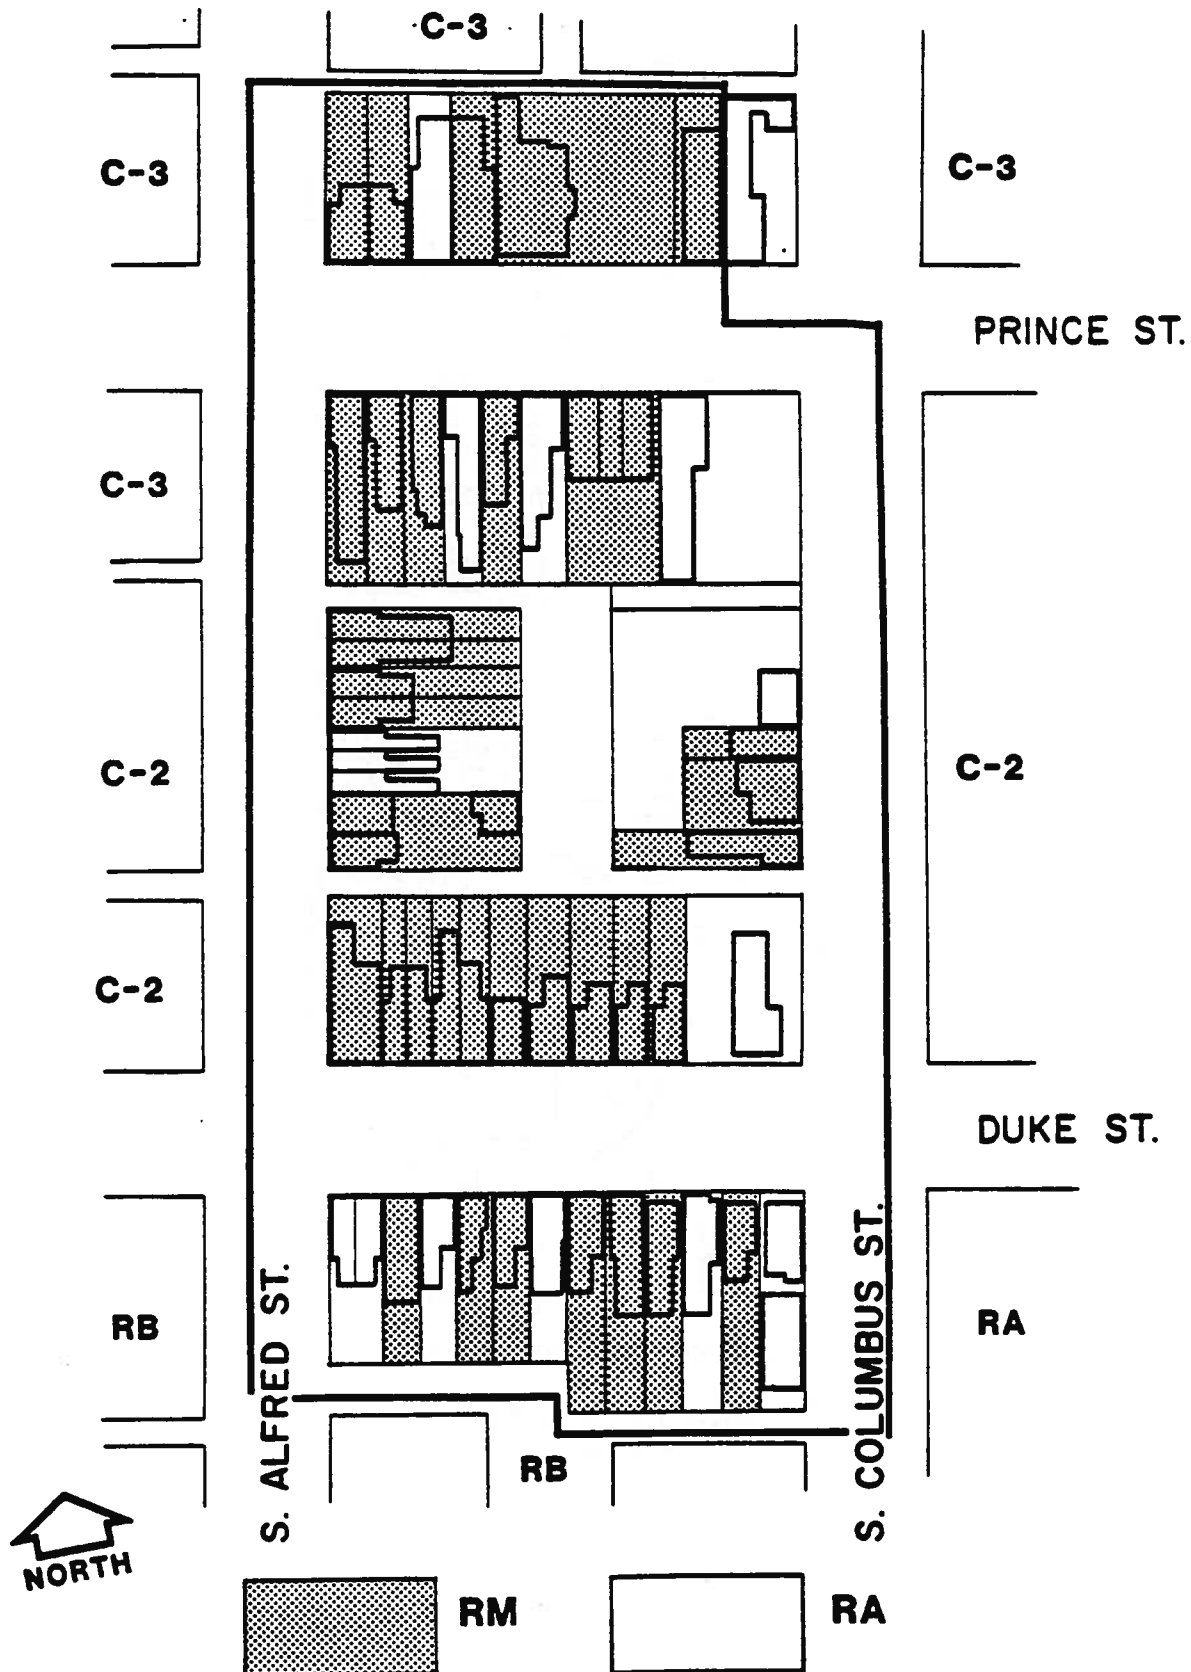 C-3
C-3
C-3
PRINCE ST.
C-3
C-2
C-2
C-2
DUKE ST.
RB
S. ALFRED ST.
S. COLUMBUS ST.
RA
RB
NORTH
RM
RA